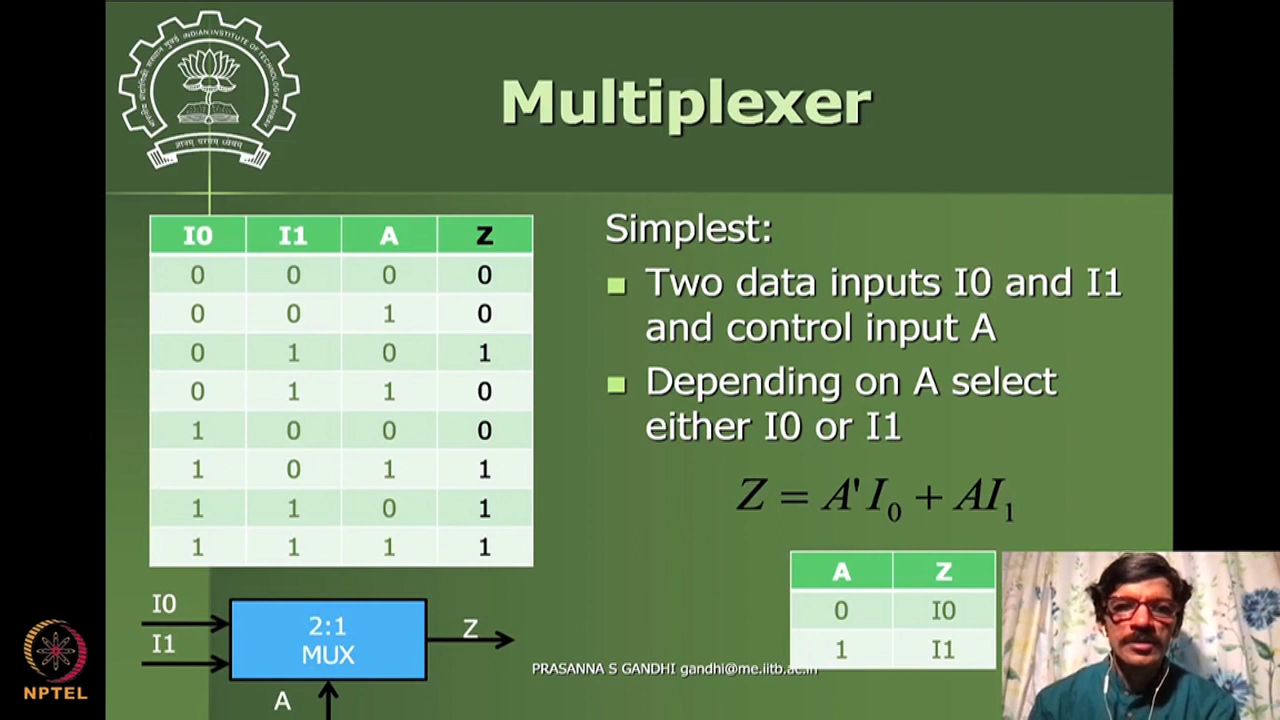 Multiplexer
I0 I1 A Z
0 0 0 0
0 0 1 0
0 1 0 1
0 1 1 0
1 0 0 0
1 0 1 1
1 1 0 1
1 1 1 1
Simplest:
Two data inputs I0 and I1
and control input A
Depending on A select
either I0 or I1
Z = A'I0 + AI1
A Z
0 I0
1 I1
I0
I1
2:1
MUX
Z
A
PRASANNA S GANDHI gandhi@me.iitb.ac.in
NPTEL